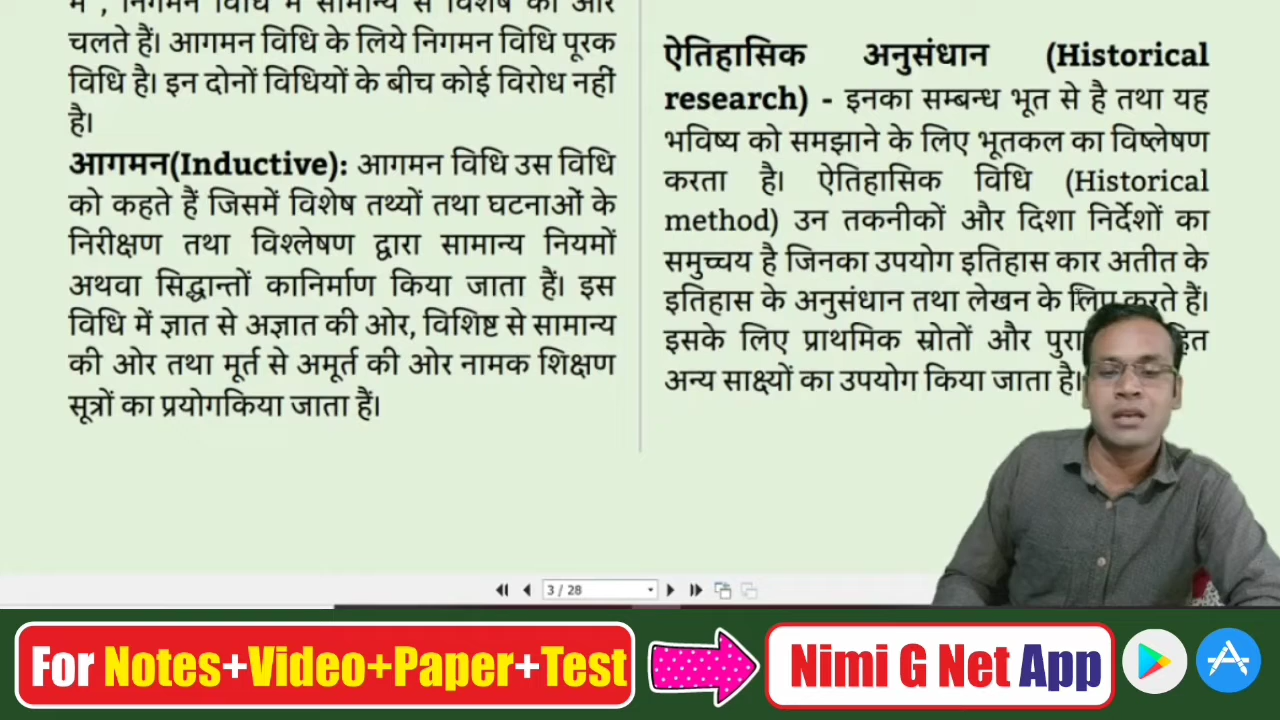 में , निगमन विधि में सामान्य से विशेष की ओर
चलते हैं। आगमन विधि के लिये निगमन विधि पूरक
विधि है। इन दोनों विधियों के बीच कोई विरोध नहीं
है।
आगमन(Inductive): आगमन विधि उस विधि
को कहते हैं जिसमें विशेष तथ्यों तथा घटनाओं के
निरीक्षण तथा विश्लेषण द्वारा सामान्य नियमों
अथवा सिद्धान्तों कानिर्माण किया जाता हैं। इस
विधि में ज्ञात से अज्ञात की ओर, विशिष्ट से सामान्य
की ओर तथा मूर्त से अमूर्त की ओर नामक शिक्षण
सूत्रों का प्रयोगकिया जाता हैं।
ऐतिहासिक अनुसंधान (Historical
research) - इनका सम्बन्ध भूत से है तथा यह
भविष्य को समझाने के लिए भूतकल का विष्लेषण
करता है। ऐतिहासिक विधि (Historical
method) उन तकनीकों और दिशा निर्देशों का
समुच्चय है जिनका उपयोग इतिहास कार अतीत के
इतिहास के अनुसंधान तथा लेखन के लिए करते हैं।
इसके लिए प्राथमिक स्रोतों और
अन्य साक्ष्यों का उपयोग किया जाता है।
3 / 28
For Notes+Video+Paper+Test
Nimi G Net App